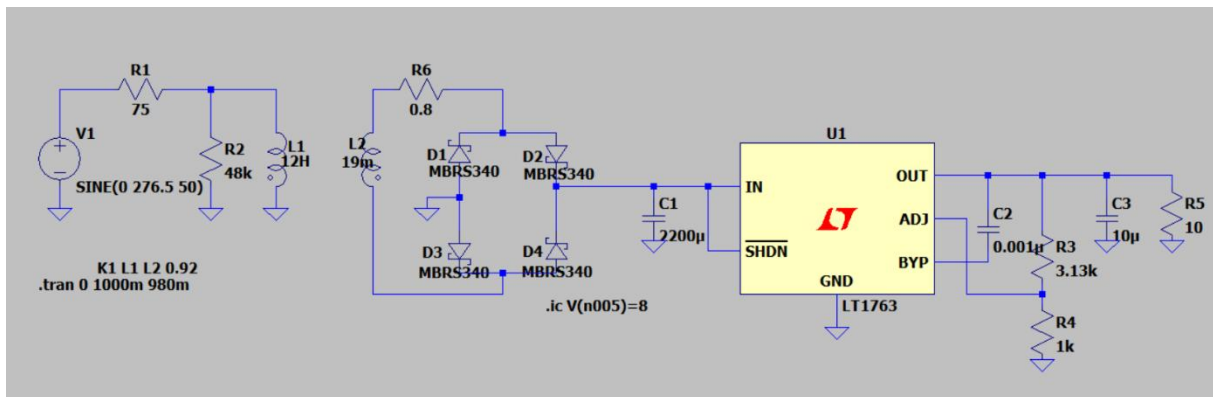 R1
75
V1
SINE(0 276.5 50)
R2
48k
L1
12H
K1 L1 L2 0.92
.tran 0 1000m 980m
L2
19m
R6
0.8
D1
MBRS340
D2
MBRS340
D3
MBRS340
D4
MBRS340
.ic V(n005)=8
C1
2200µ
U1
IN
SHDN
OUT
ADJ
BYP
GND
LT1763
C2
0.001µ
R3
3.13k
R4
1k
C3
10µ
R5
10